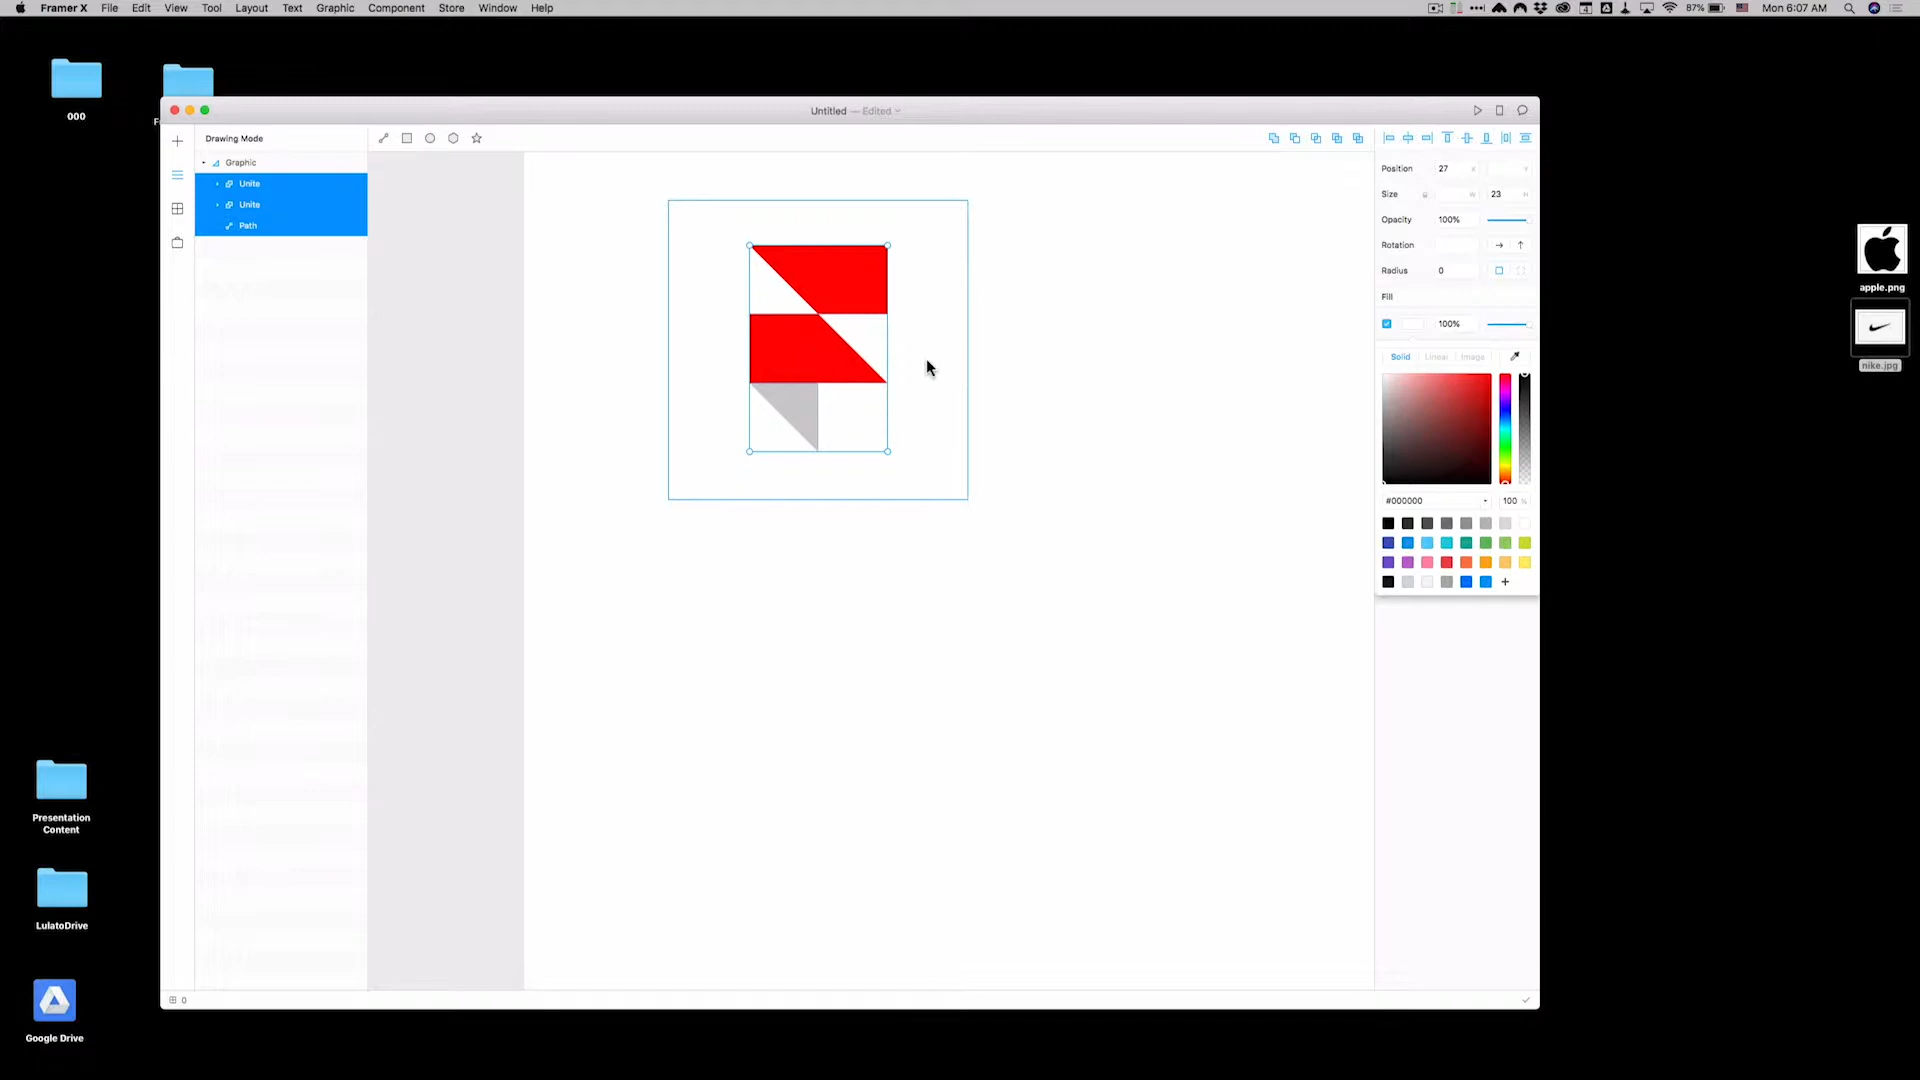 Framer X File Edit View Tool Layout Text Graphic Component Store Window Help
87% Mon 6:07 AM
000
Untitled — Edited
Drawing Mode
Graphic
Unite
Unite
Path
Position 27 X Y
Size W 23 H
Opacity 100%
Rotation
Radius 0
Fill
100%
Solid Linear Image
#000000 100 %
apple.png
nike.jpg
Presentation
Content
LulatoDrive
Google Drive
0